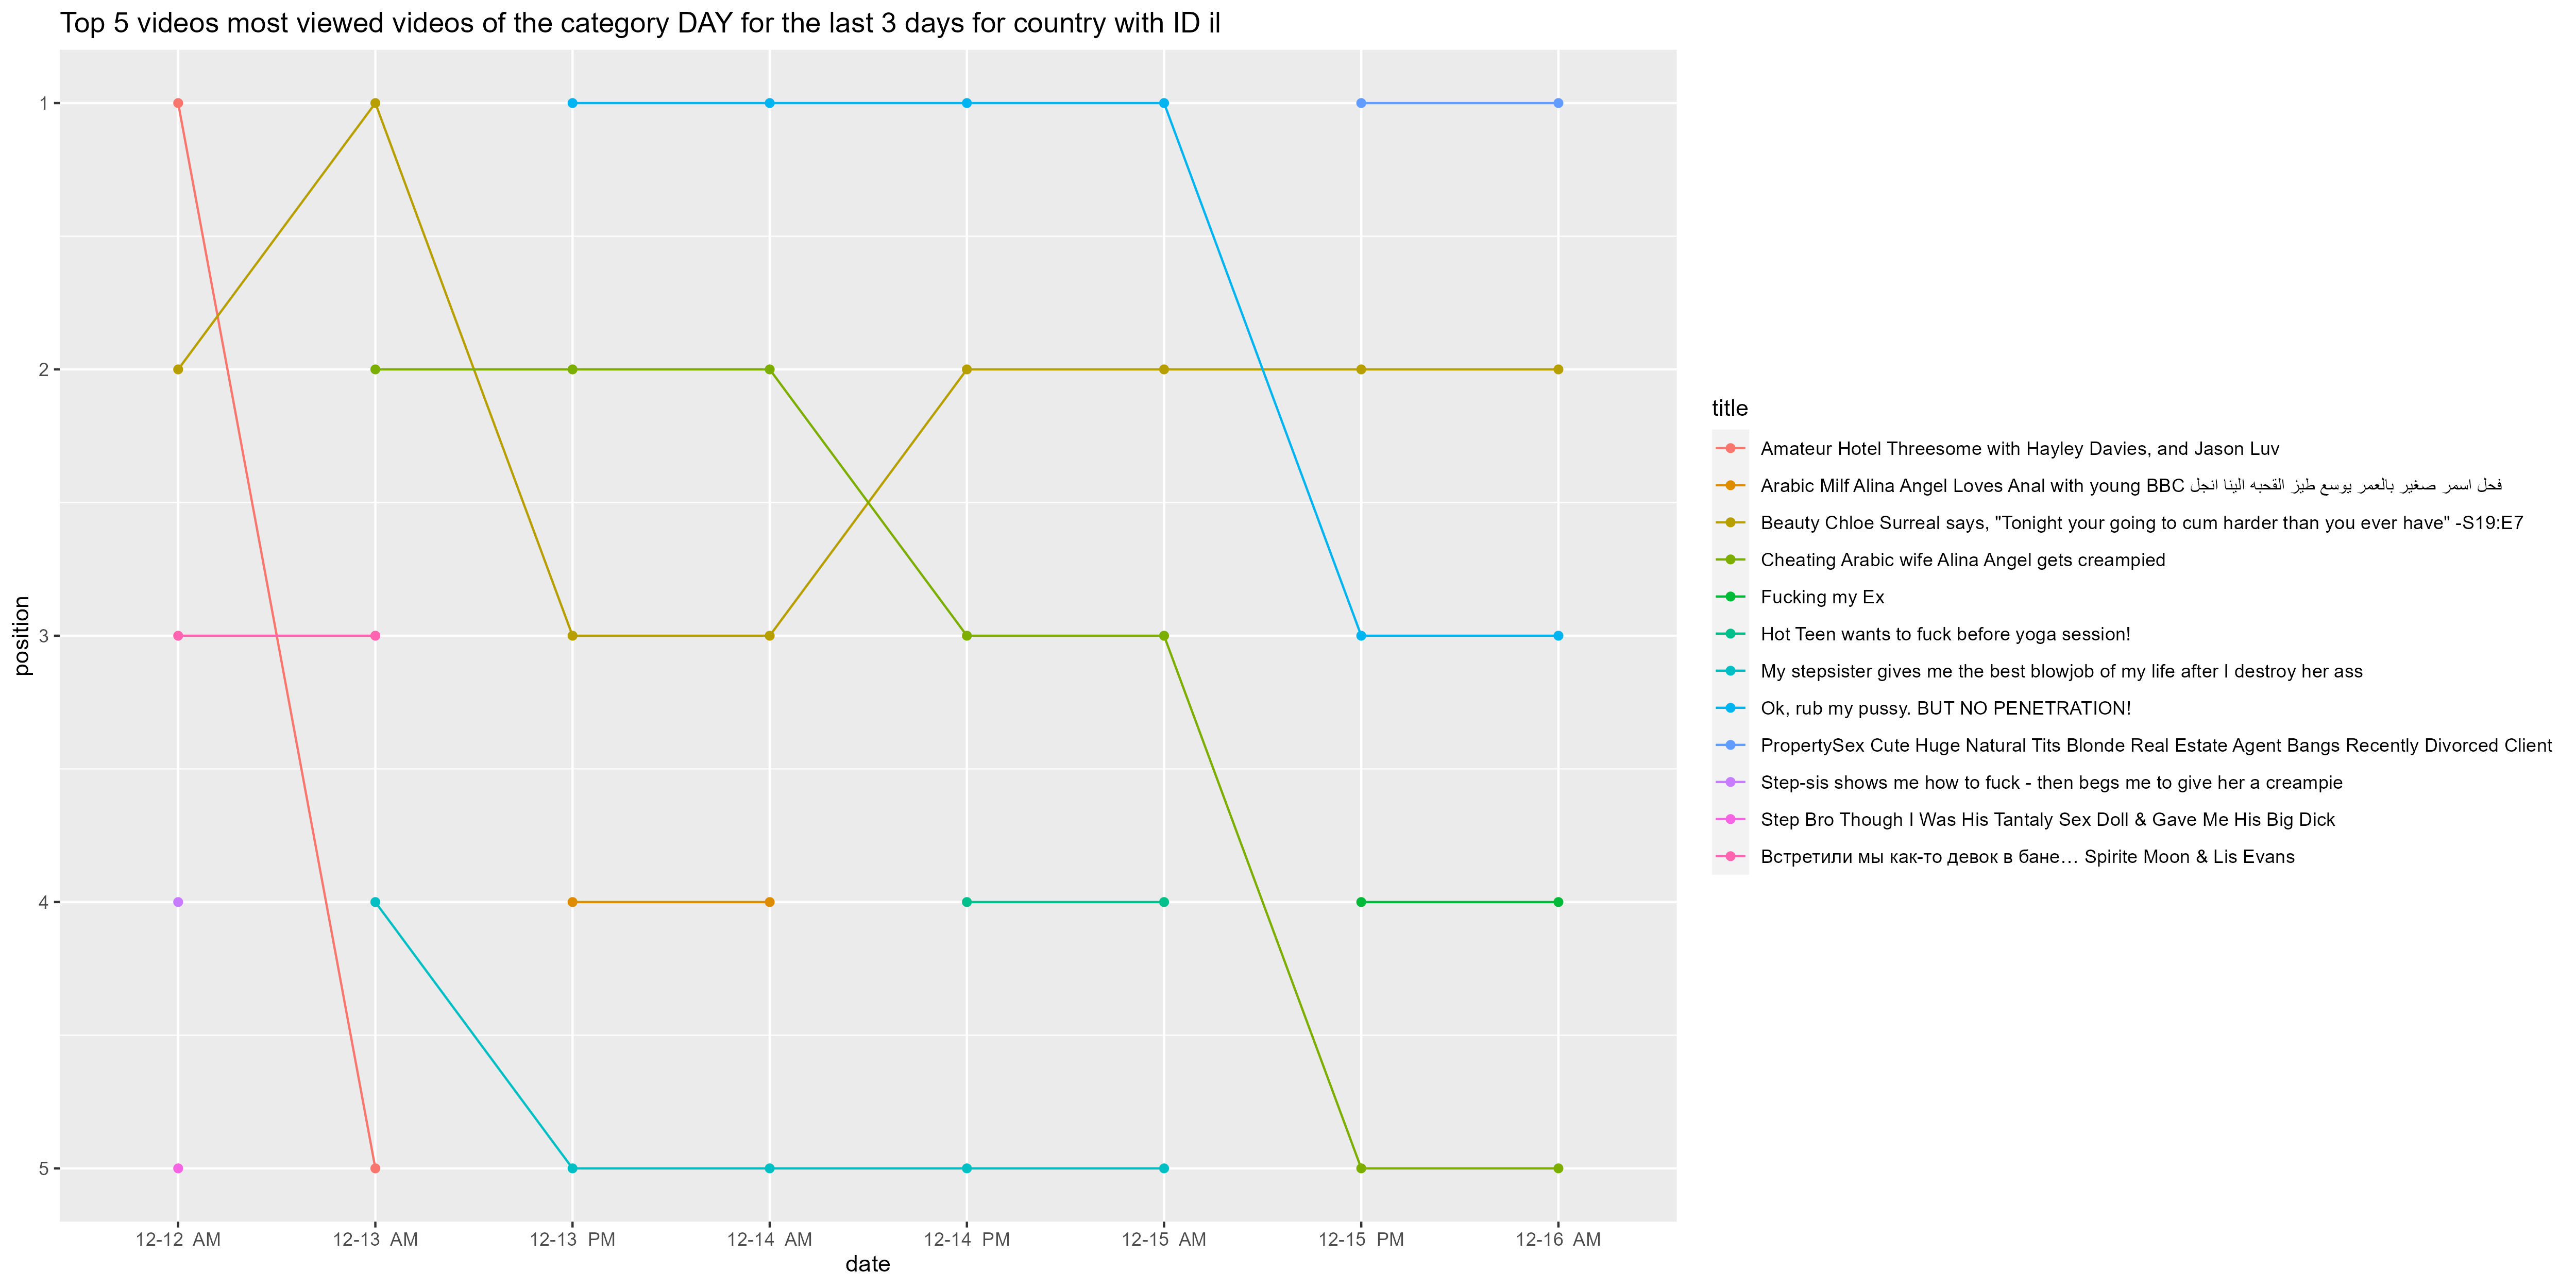 Top 5 videos most viewed videos of the category DAY for the last 3 days for country with ID il
position
1
2
3
4
5
12-12 AM
12-13 AM
12-13 PM
12-14 AM
12-14 PM
12-15 AM
12-15 PM
12-16 AM
date
title
Amateur Hotel Threesome with Hayley Davies, and Jason Luv
Arabic Milf Alina Angel Loves Anal with young BBC فحل اسمر صغير بالعمر يوسع طيز القحبه الينا انجل
Beauty Chloe Surreal says, "Tonight your going to cum harder than you ever have" -S19:E7
Cheating Arabic wife Alina Angel gets creampied
Fucking my Ex
Hot Teen wants to fuck before yoga session!
My stepsister gives me the best blowjob of my life after I destroy her ass
Ok, rub my pussy. BUT NO PENETRATION!
PropertySex Cute Huge Natural Tits Blonde Real Estate Agent Bangs Recently Divorced Client
Step-sis shows me how to fuck - then begs me to give her a creampie
Step Bro Though I Was His Tantaly Sex Doll & Gave Me His Big Dick
Встретили мы как-то девок в бане… Spirite Moon & Lis Evans